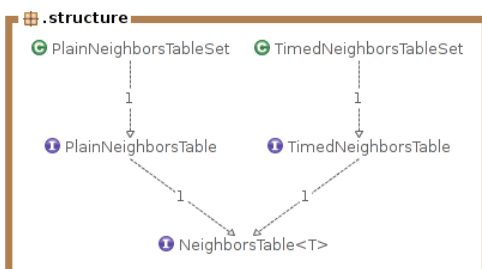 .structure
C PlainNeighborsTableSet C TimedNeighborsTableSet
1 1
I PlainNeighborsTable I TimedNeighborsTable
1 1
I NeighborsTable<T>